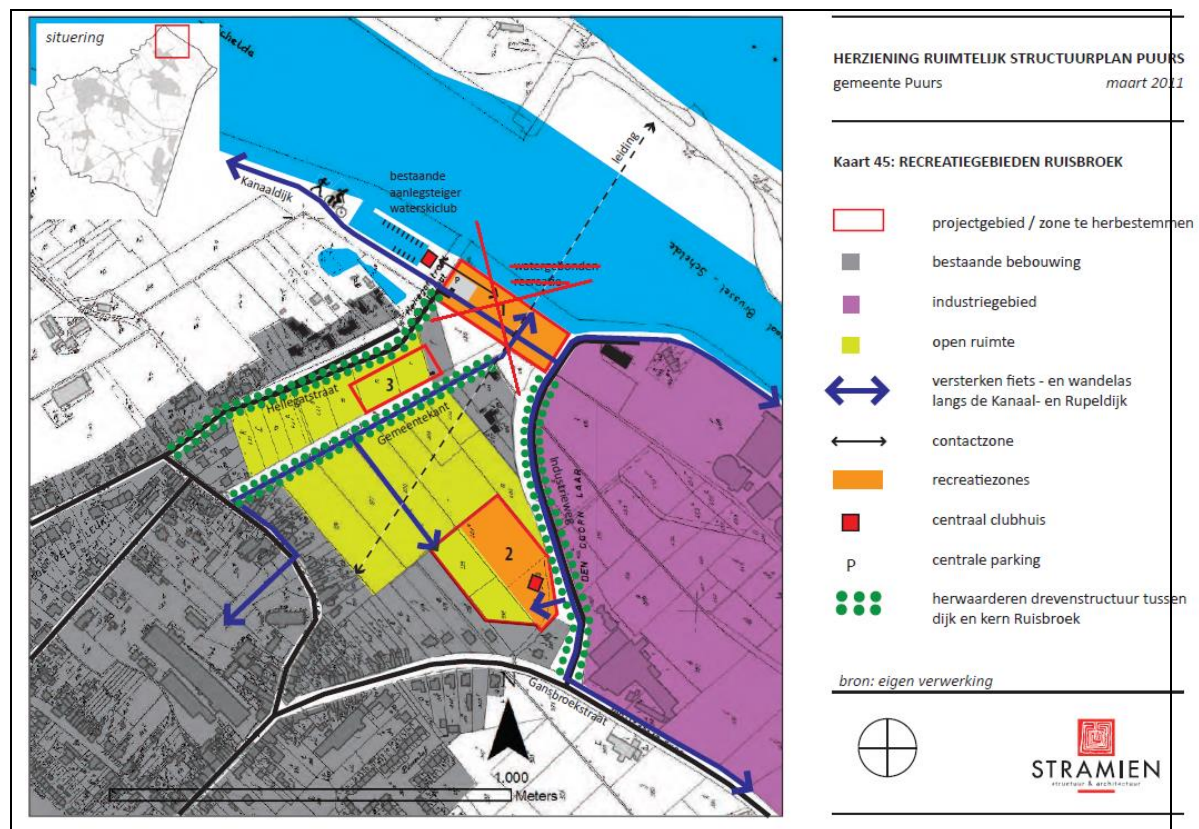 situering
Schelde
leiding
bestaande
aanlegsteiger
waterskiclub
Kanaaldijk
watergebonden
recreatie
P
Brussel - Schelde
3
Hellegatstraat
Gemeentekant
Industrieweg
DEN DOORN LAAR
2
Gansbroekstraat
N
1.000
Meters
HERZIENING RUIMTELIJK STRUCTUURPLAN PUURS
gemeente Puurs maart 2011
Kaart 45: RECREATIEGEBIEDEN RUISBROEK
projectgebied / zone te herbestemmen
bestaande bebouwing
industriegebied
open ruimte
versterken fiets - en wandelas
langs de Kanaal- en Rupeldijk
contactzone
recreatiezones
centraal clubhuis
P centrale parking
herwaarderen drevenstructuur tussen
dijk en kern Ruisbroek
bron: eigen verwerking
STRAMIEN
structuur & architectuur